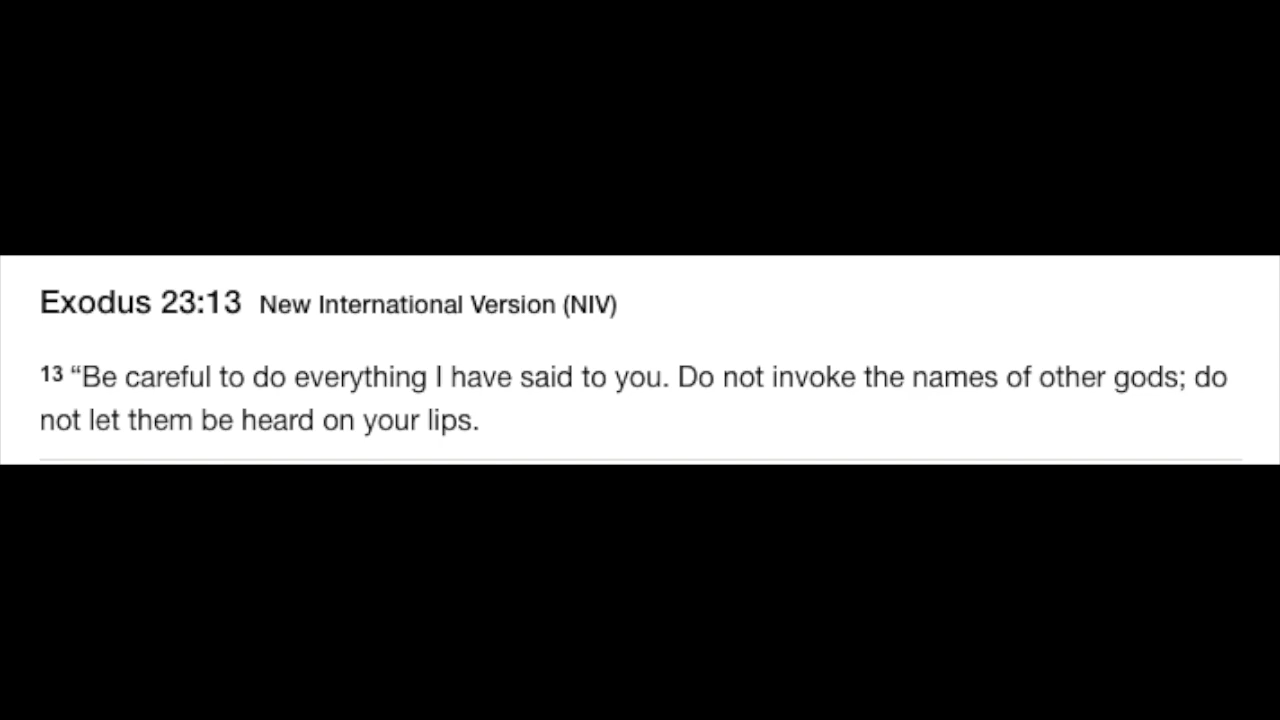 Exodus 23:13 New International Version (NIV)
13 “Be careful to do everything I have said to you. Do not invoke the names of other gods; do
not let them be heard on your lips.